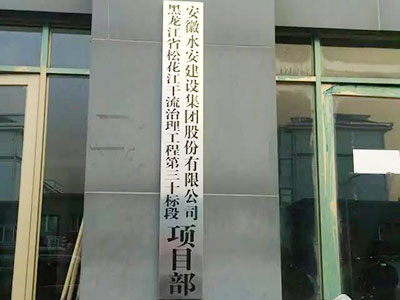 安徽水安建设集团股份有限公司
黑龙江省松花江干流治理工程第三十标段
项目部